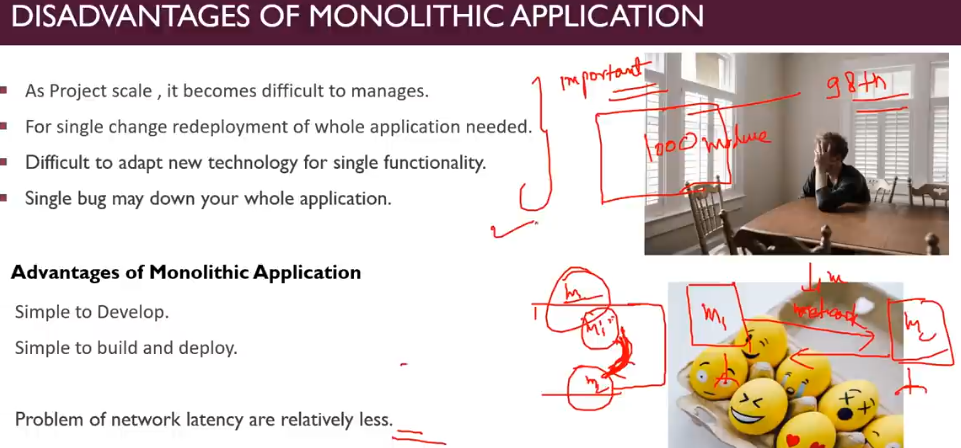 DISADVANTAGES OF MONOLITHIC APPLICATION
As Project scale , it becomes difficult to manages.
For single change redeployment of whole application needed.
Difficult to adapt new technology for single functionality.
Single bug may down your whole application.
important
98th
1000 module
Advantages of Monolithic Application
Simple to Develop.
Simple to build and deploy.
Problem of network latency are relatively less.
m
M1
m2
M1
network
m2